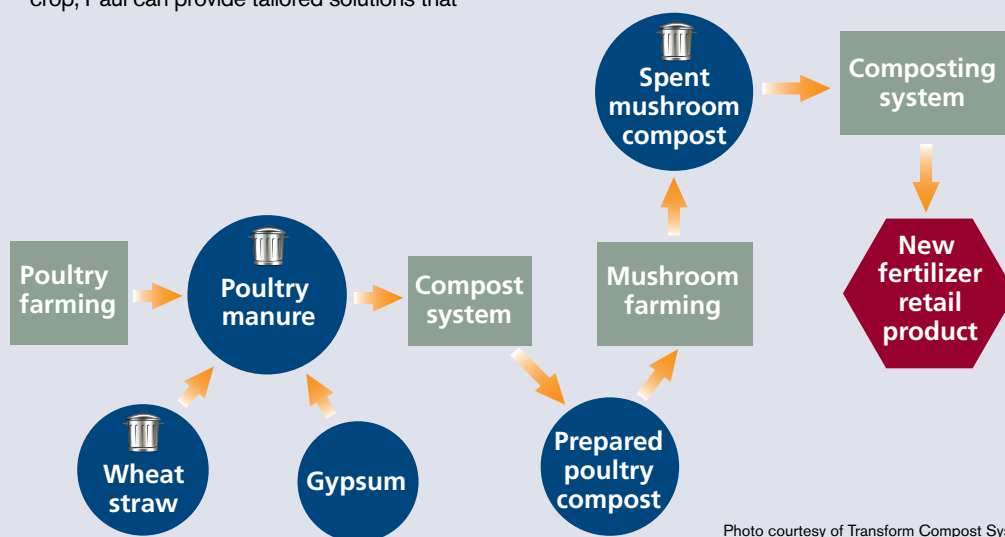 crop, Paul can provide tailored solutions that
Spent
mushroom
compost
Composting
system
Poultry
farming
Poultry
manure
Compost
system
Mushroom
farming
New
fertilizer
retail
product
Wheat
straw
Gypsum
Prepared
poultry
compost
Photo courtesy of Transform Compost Sys